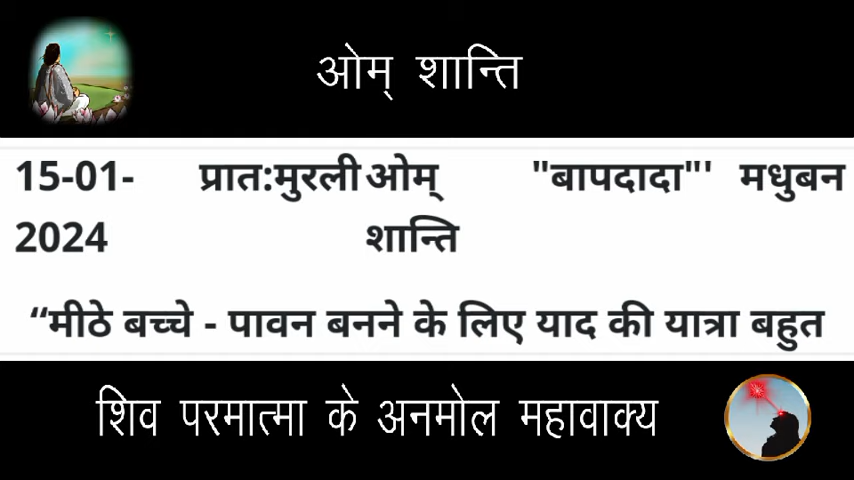 ओम् शान्ति
15-01- प्रात:मुरली ओम् "बापदादा"' मधुबन
2024 शान्ति
“मीठे बच्चे - पावन बनने के लिए याद की यात्रा बहुत
शिव परमात्मा के अनमोल महावाक्य